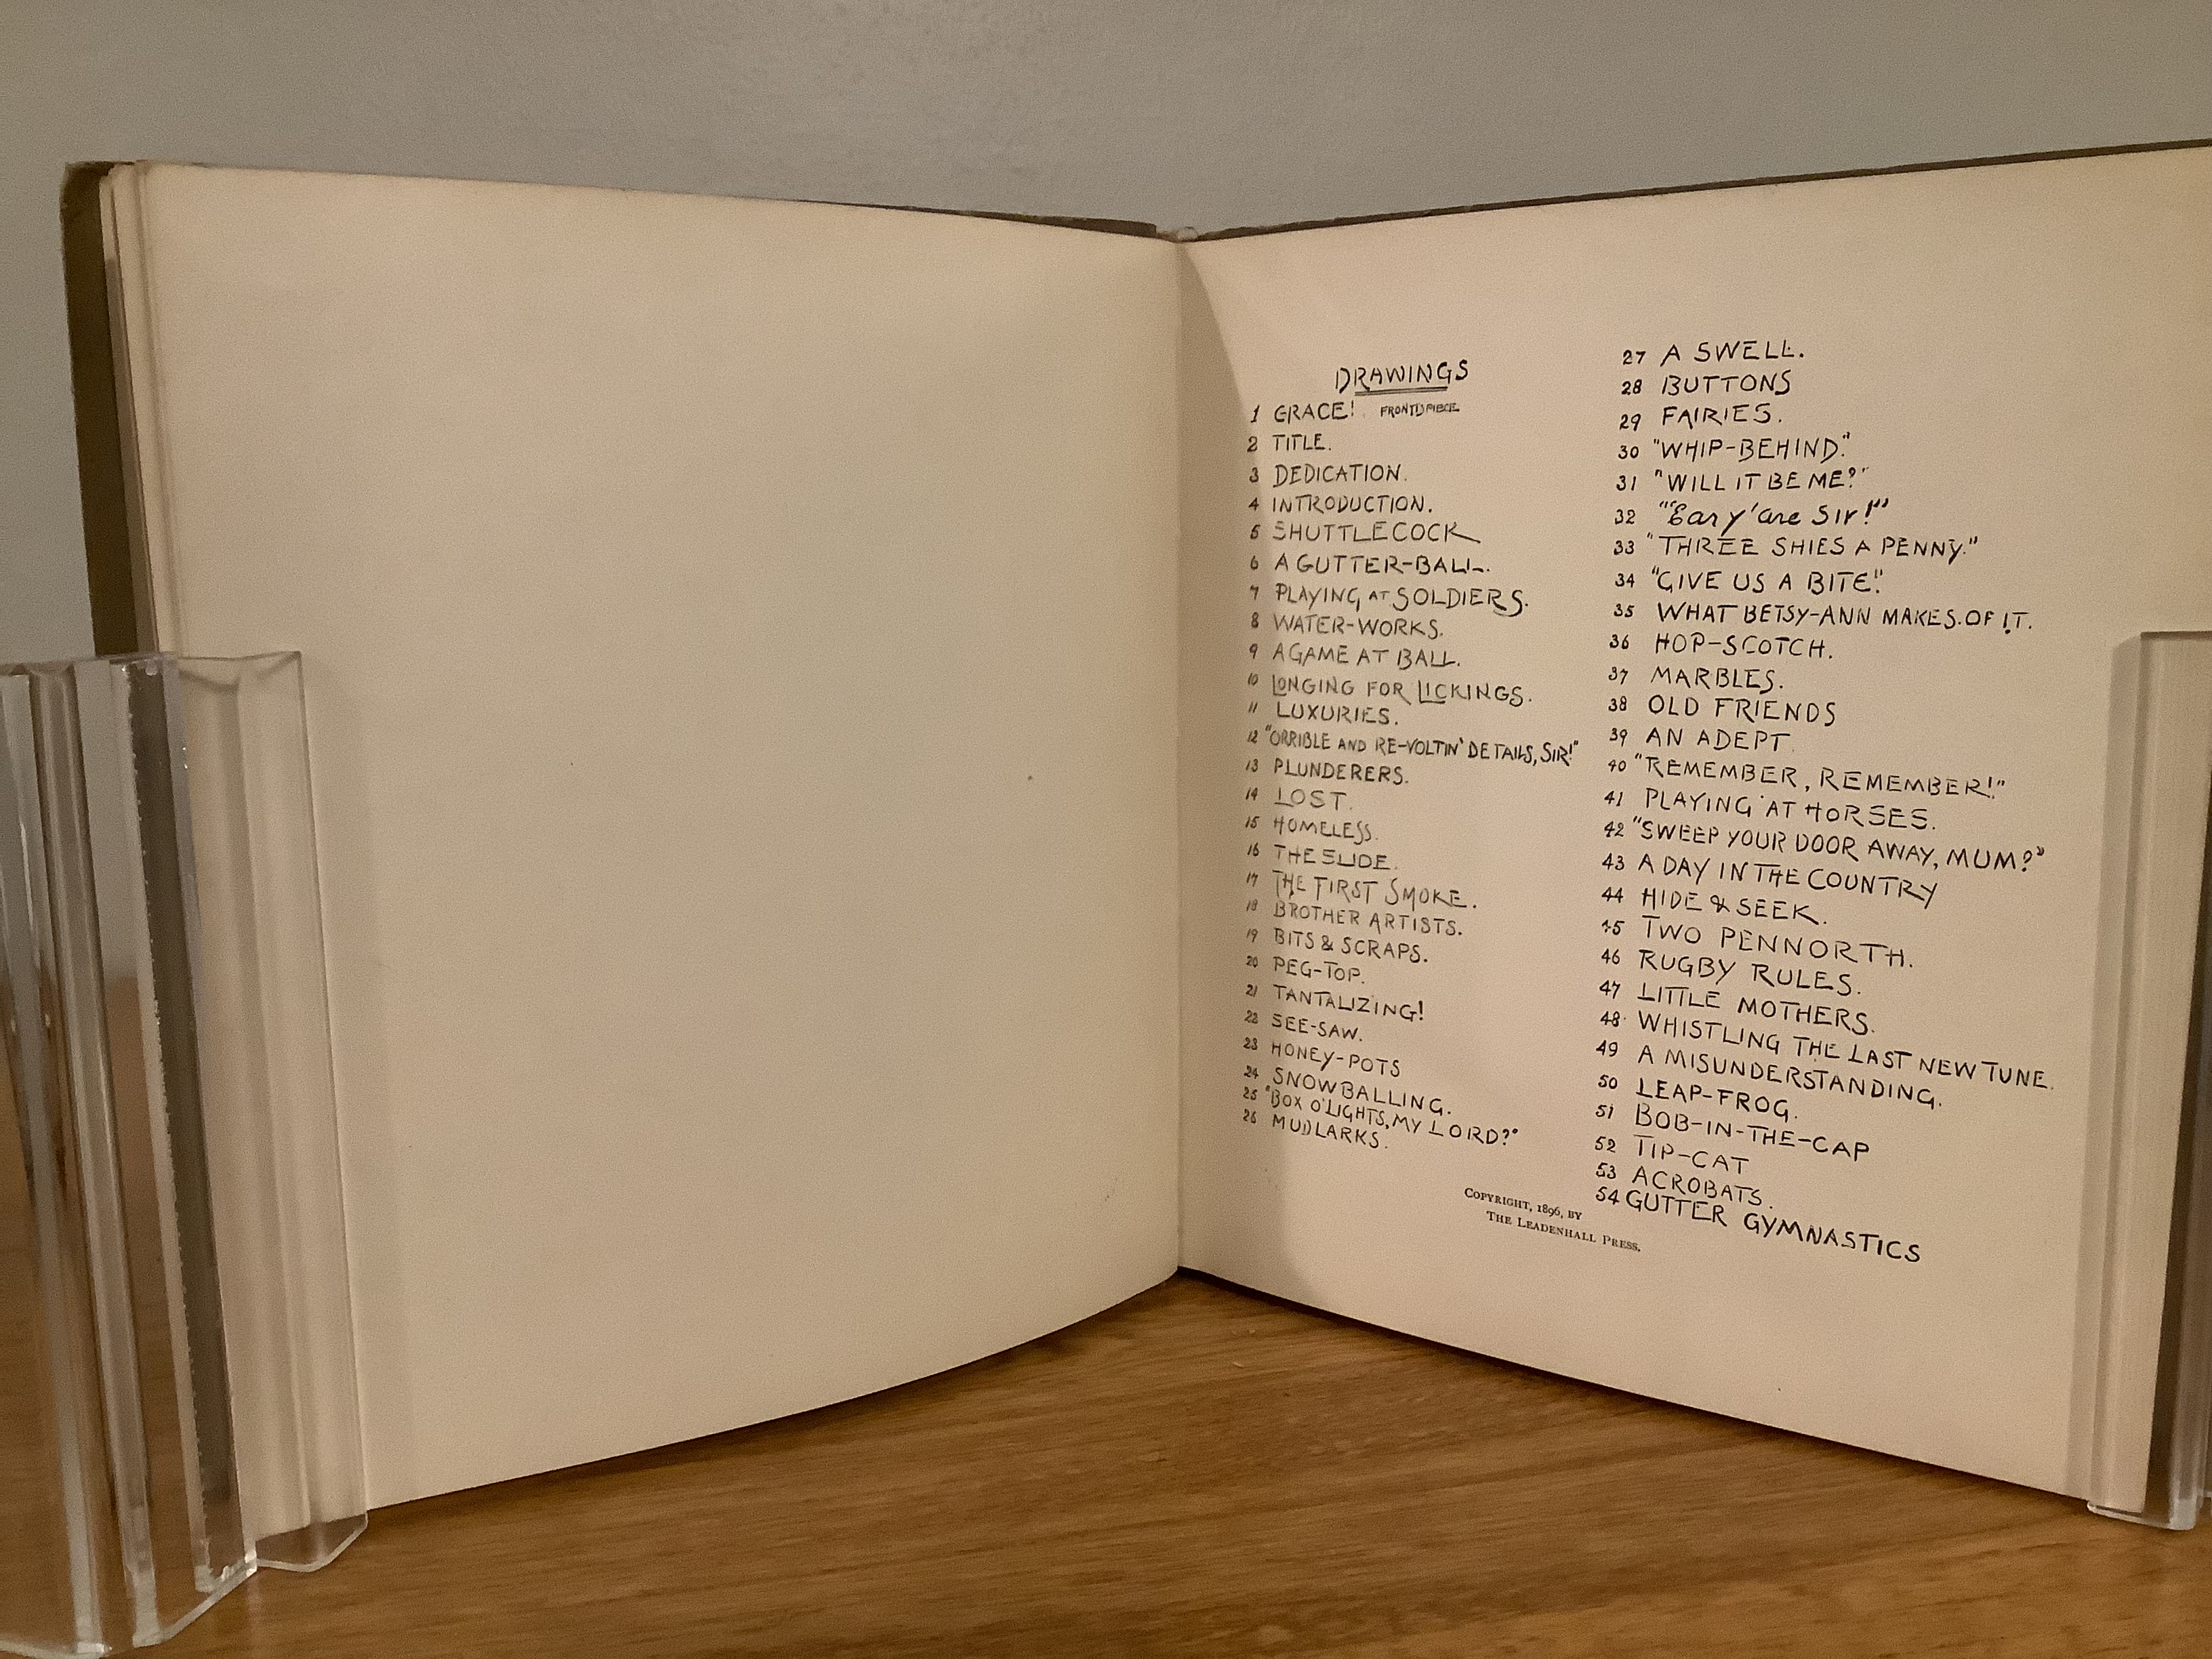 DRAWINGS
1 GRACE! FRONTISPIECE
2 TITLE.
3 DEDICATION.
4 INTRODUCTION.
5 SHUTTLECOCK
6 A GUTTER-BALL.
7 PLAYING AT SOLDIERS.
8 WATER-WORKS.
9 A GAME AT BALL.
10 LONGING FOR LICKINGS.
11 LUXURIES.
12 "ORRIBLE AND RE-VOLTIN' DETAILS, SIR!"
13 PLUNDERERS.
14 LOST.
15 HOMELESS.
16 THE SLIDE.
17 THE FIRST SMOKE.
18 BROTHER ARTISTS.
19 BITS & SCRAPS.
20 PEG-TOP.
21 TANTALIZING!
22 SEE-SAW.
23 HONEY-POTS
24 SNOWBALLING.
25 "BOX O' LIGHTS, MY LORD?"
26 MUDLARKS.
27 A SWELL.
28 BUTTONS
29 FAIRIES.
30 "WHIP-BEHIND."
31 "WILL IT BE ME?"
32 "'Ear y'are Sir!"
33 "THREE SHIES A PENNY."
34 "GIVE US A BITE."
35 WHAT BETSY-ANN MAKES OF IT.
36 HOP-SCOTCH.
37 MARBLES.
38 OLD FRIENDS
39 AN ADEPT.
40 "REMEMBER, REMEMBER!"
41 PLAYING AT HORSES.
42 "SWEEP YOUR DOOR AWAY, MUM?"
43 A DAY IN THE COUNTRY
44 HIDE & SEEK.
45 TWO PENNORTH.
46 RUGBY RULES.
47 LITTLE MOTHERS.
48 WHISTLING THE LAST NEW TUNE.
49 A MISUNDERSTANDING.
50 LEAP-FROG.
51 BOB-IN-THE-CAP
52 TIP-CAT
53 ACROBATS.
54 GUTTER GYMNASTICS
COPYRIGHT, 1896, BY
THE LEADENHALL PRESS.